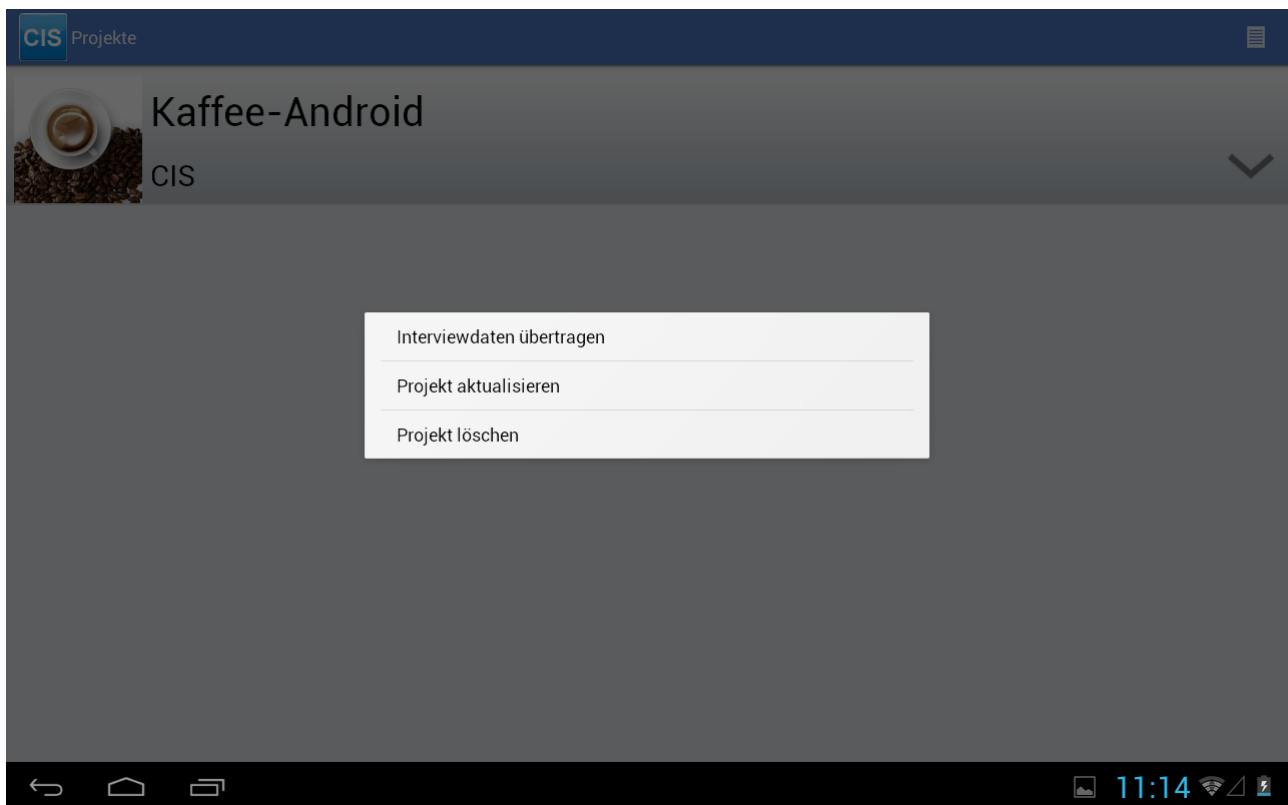 CIS Projekte
Kaffee-Android
CIS
Interviewdaten übertragen
Projekt aktualisieren
Projekt löschen
11:14